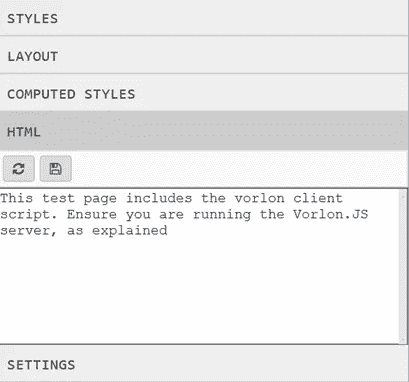 STYLES
LAYOUT
COMPUTED STYLES
HTML
This test page includes the vorlon client
script. Ensure you are running the Vorlon.JS
server, as explained
SETTINGS